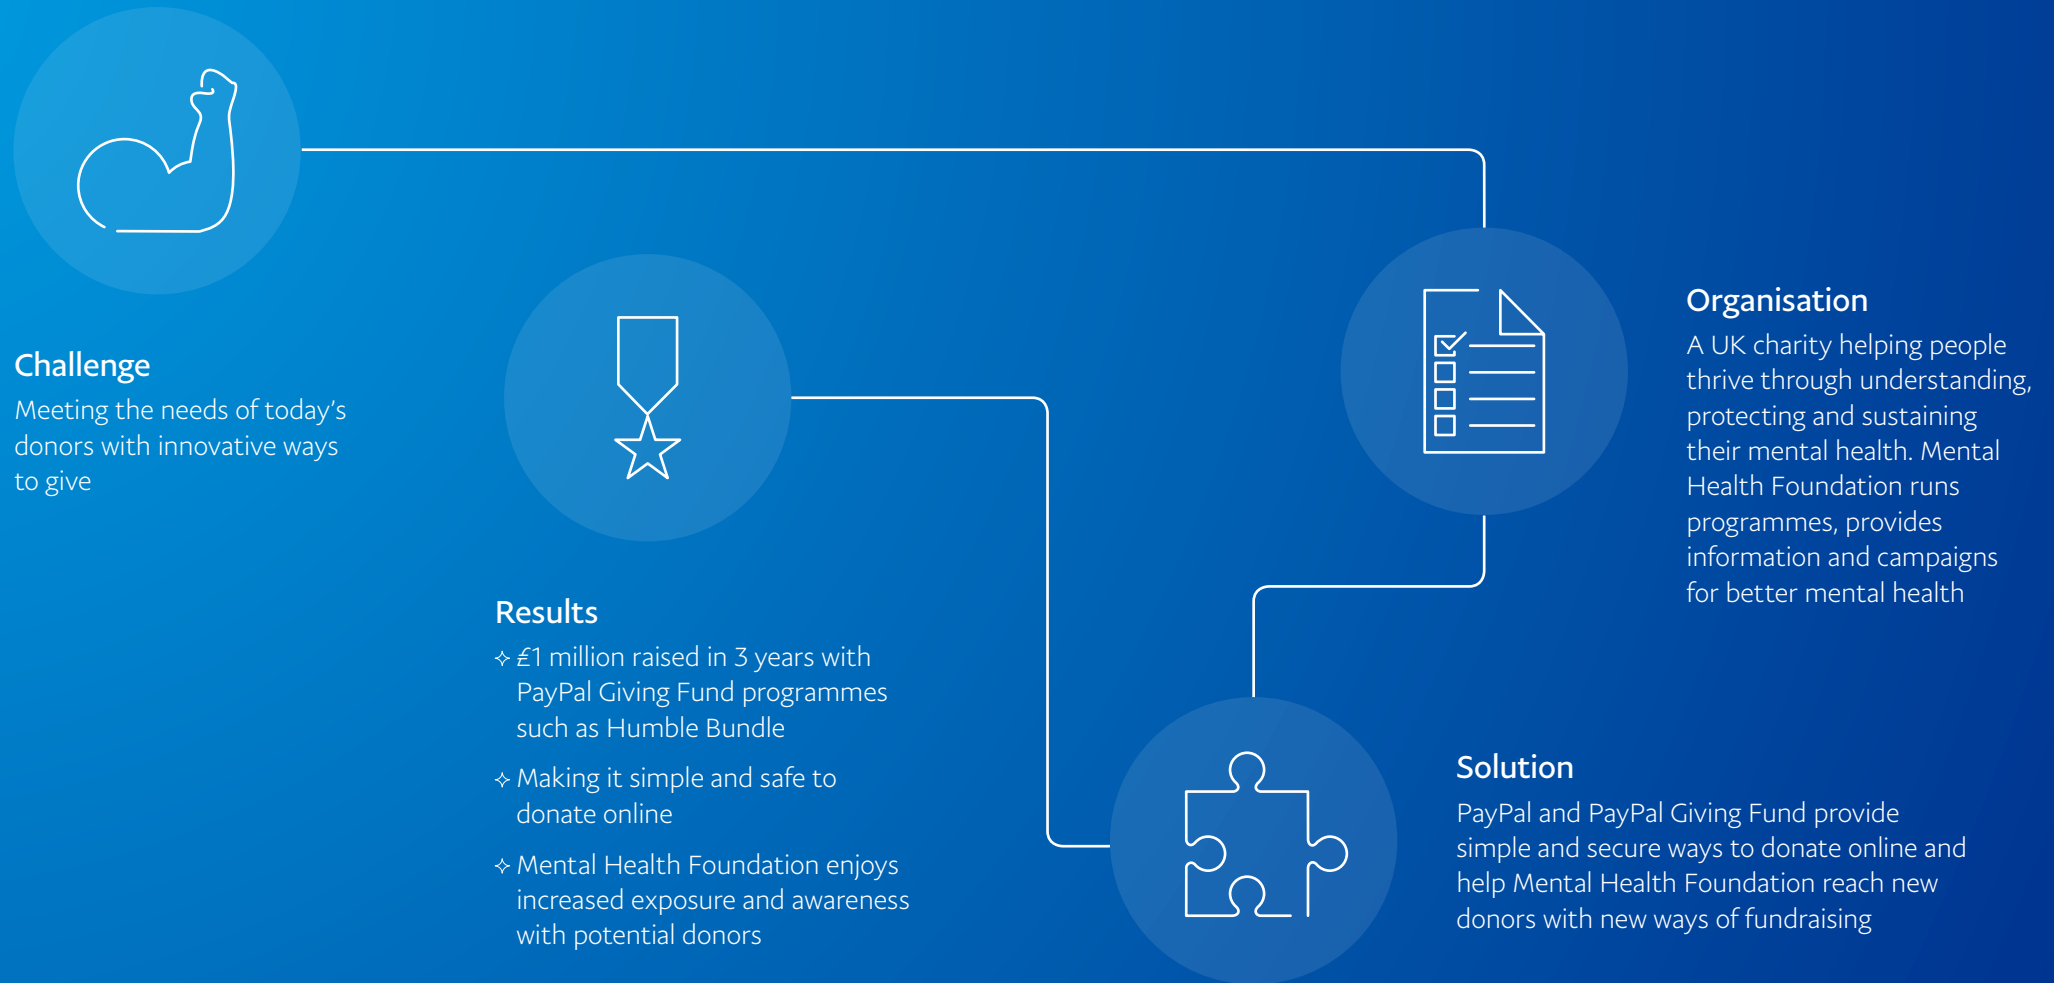 Challenge
Meeting the needs of today's
donors with innovative ways
to give
Organisation
A UK charity helping people
thrive through understanding,
protecting and sustaining
their mental health. Mental
Health Foundation runs
programmes, provides
information and campaigns
for better mental health
Solution
PayPal and PayPal Giving Fund provide
simple and secure ways to donate online and
help Mental Health Foundation reach new
donors with new ways of fundraising
Results
✧ £1 million raised in 3 years with
PayPal Giving Fund programmes
such as Humble Bundle
✧ Making it simple and safe to
donate online
✧ Mental Health Foundation enjoys
increased exposure and awareness
with potential donors